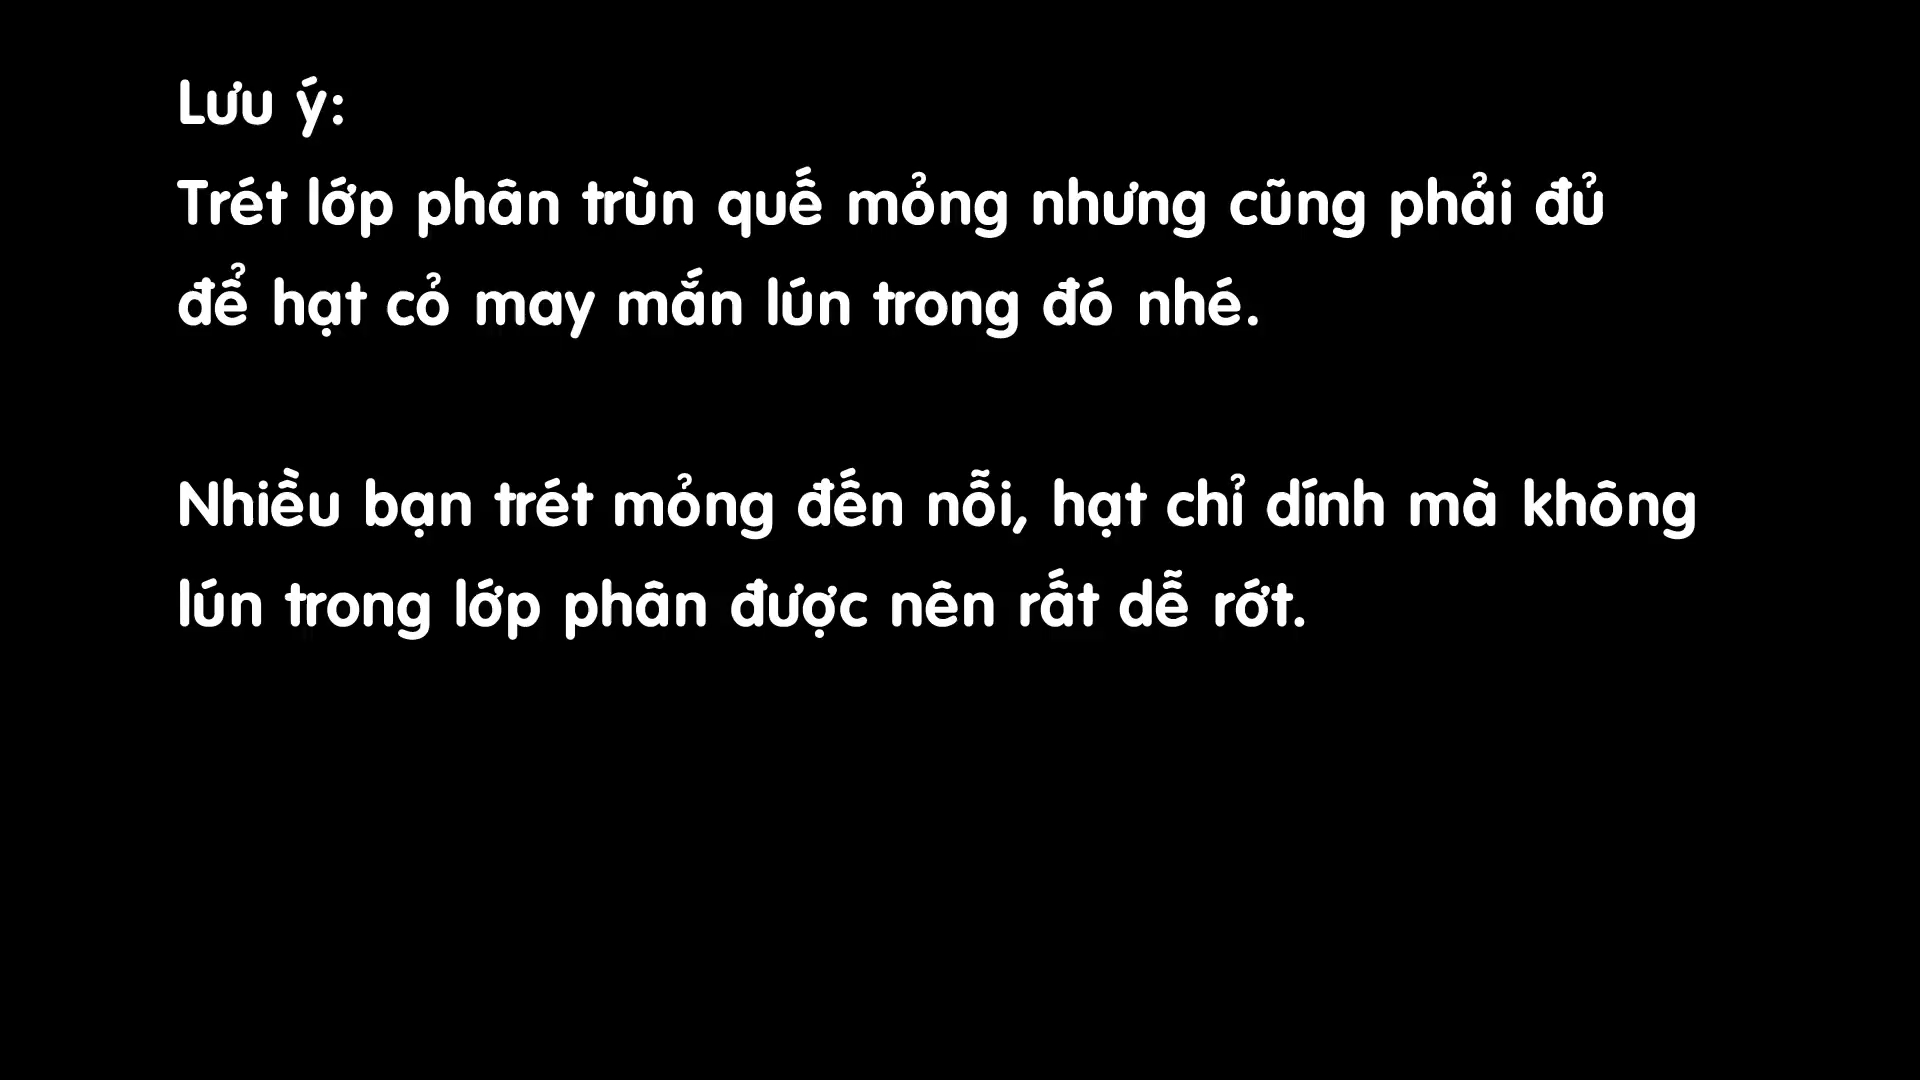 Lưu ý:
Trét lớp phân trùn quế mỏng nhưng cũng phải đủ
để hạt cỏ may mắn lún trong đó nhé.
Nhiều bạn trét mỏng đến nỗi, hạt chỉ dính mà không
lún trong lớp phân được nên rất dễ rớt.